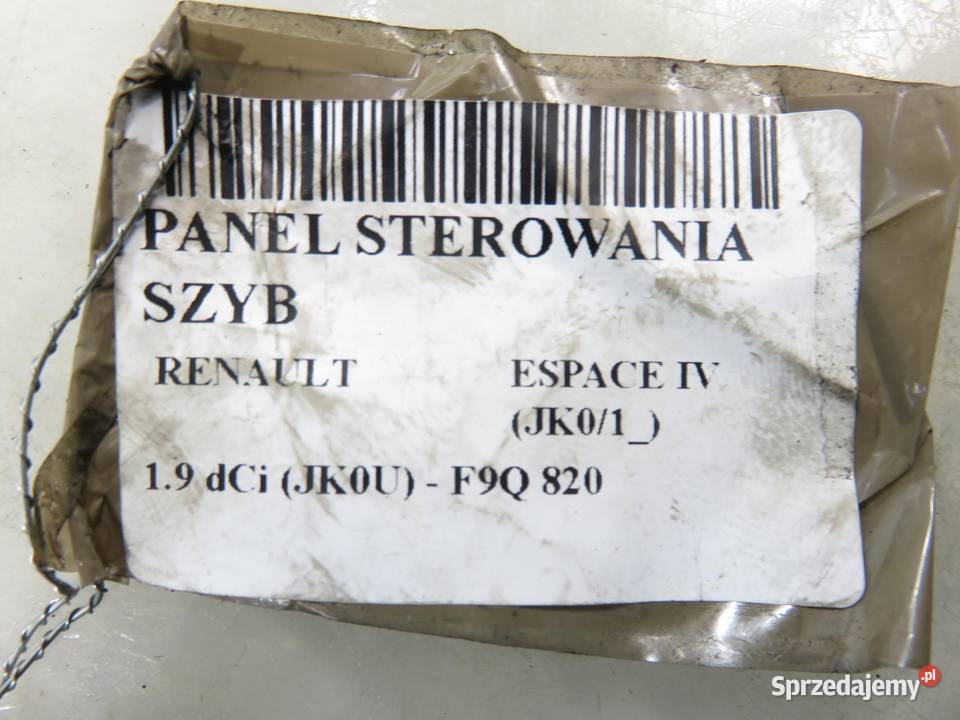 PANEL STEROWANIA
SZYB
RENAULT ESPACE IV
(JK0/1_)
1.9 dCi (JK0U) - F9Q 820
Sprzedajemy.pl